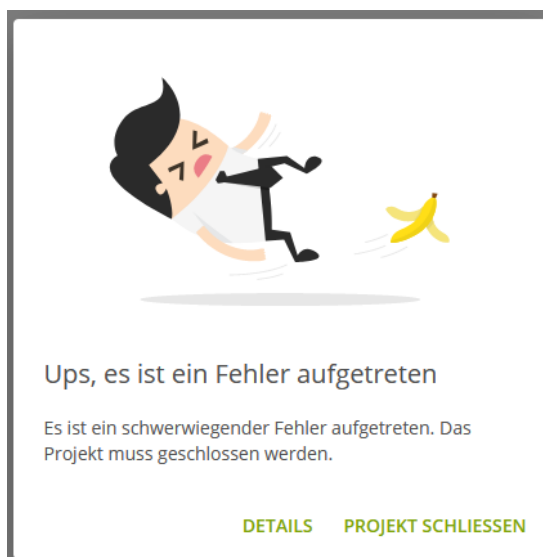 Ups, es ist ein Fehler aufgetreten
Es ist ein schwerwiegender Fehler aufgetreten. Das
Projekt muss geschlossen werden.
DETAILS PROJEKT SCHLIESSEN